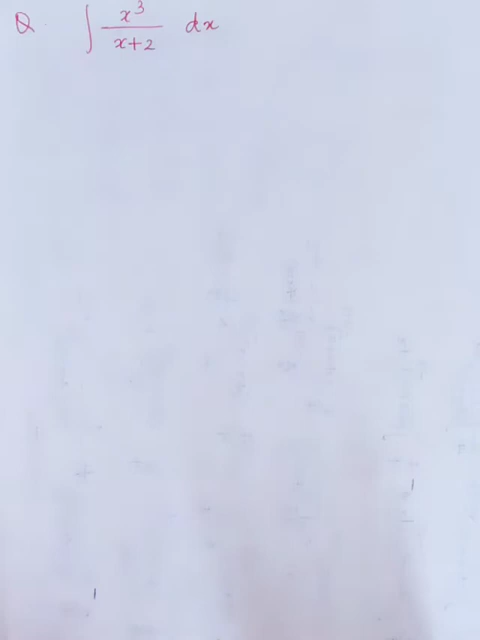 Q. ∫ x³/(x+2) dx